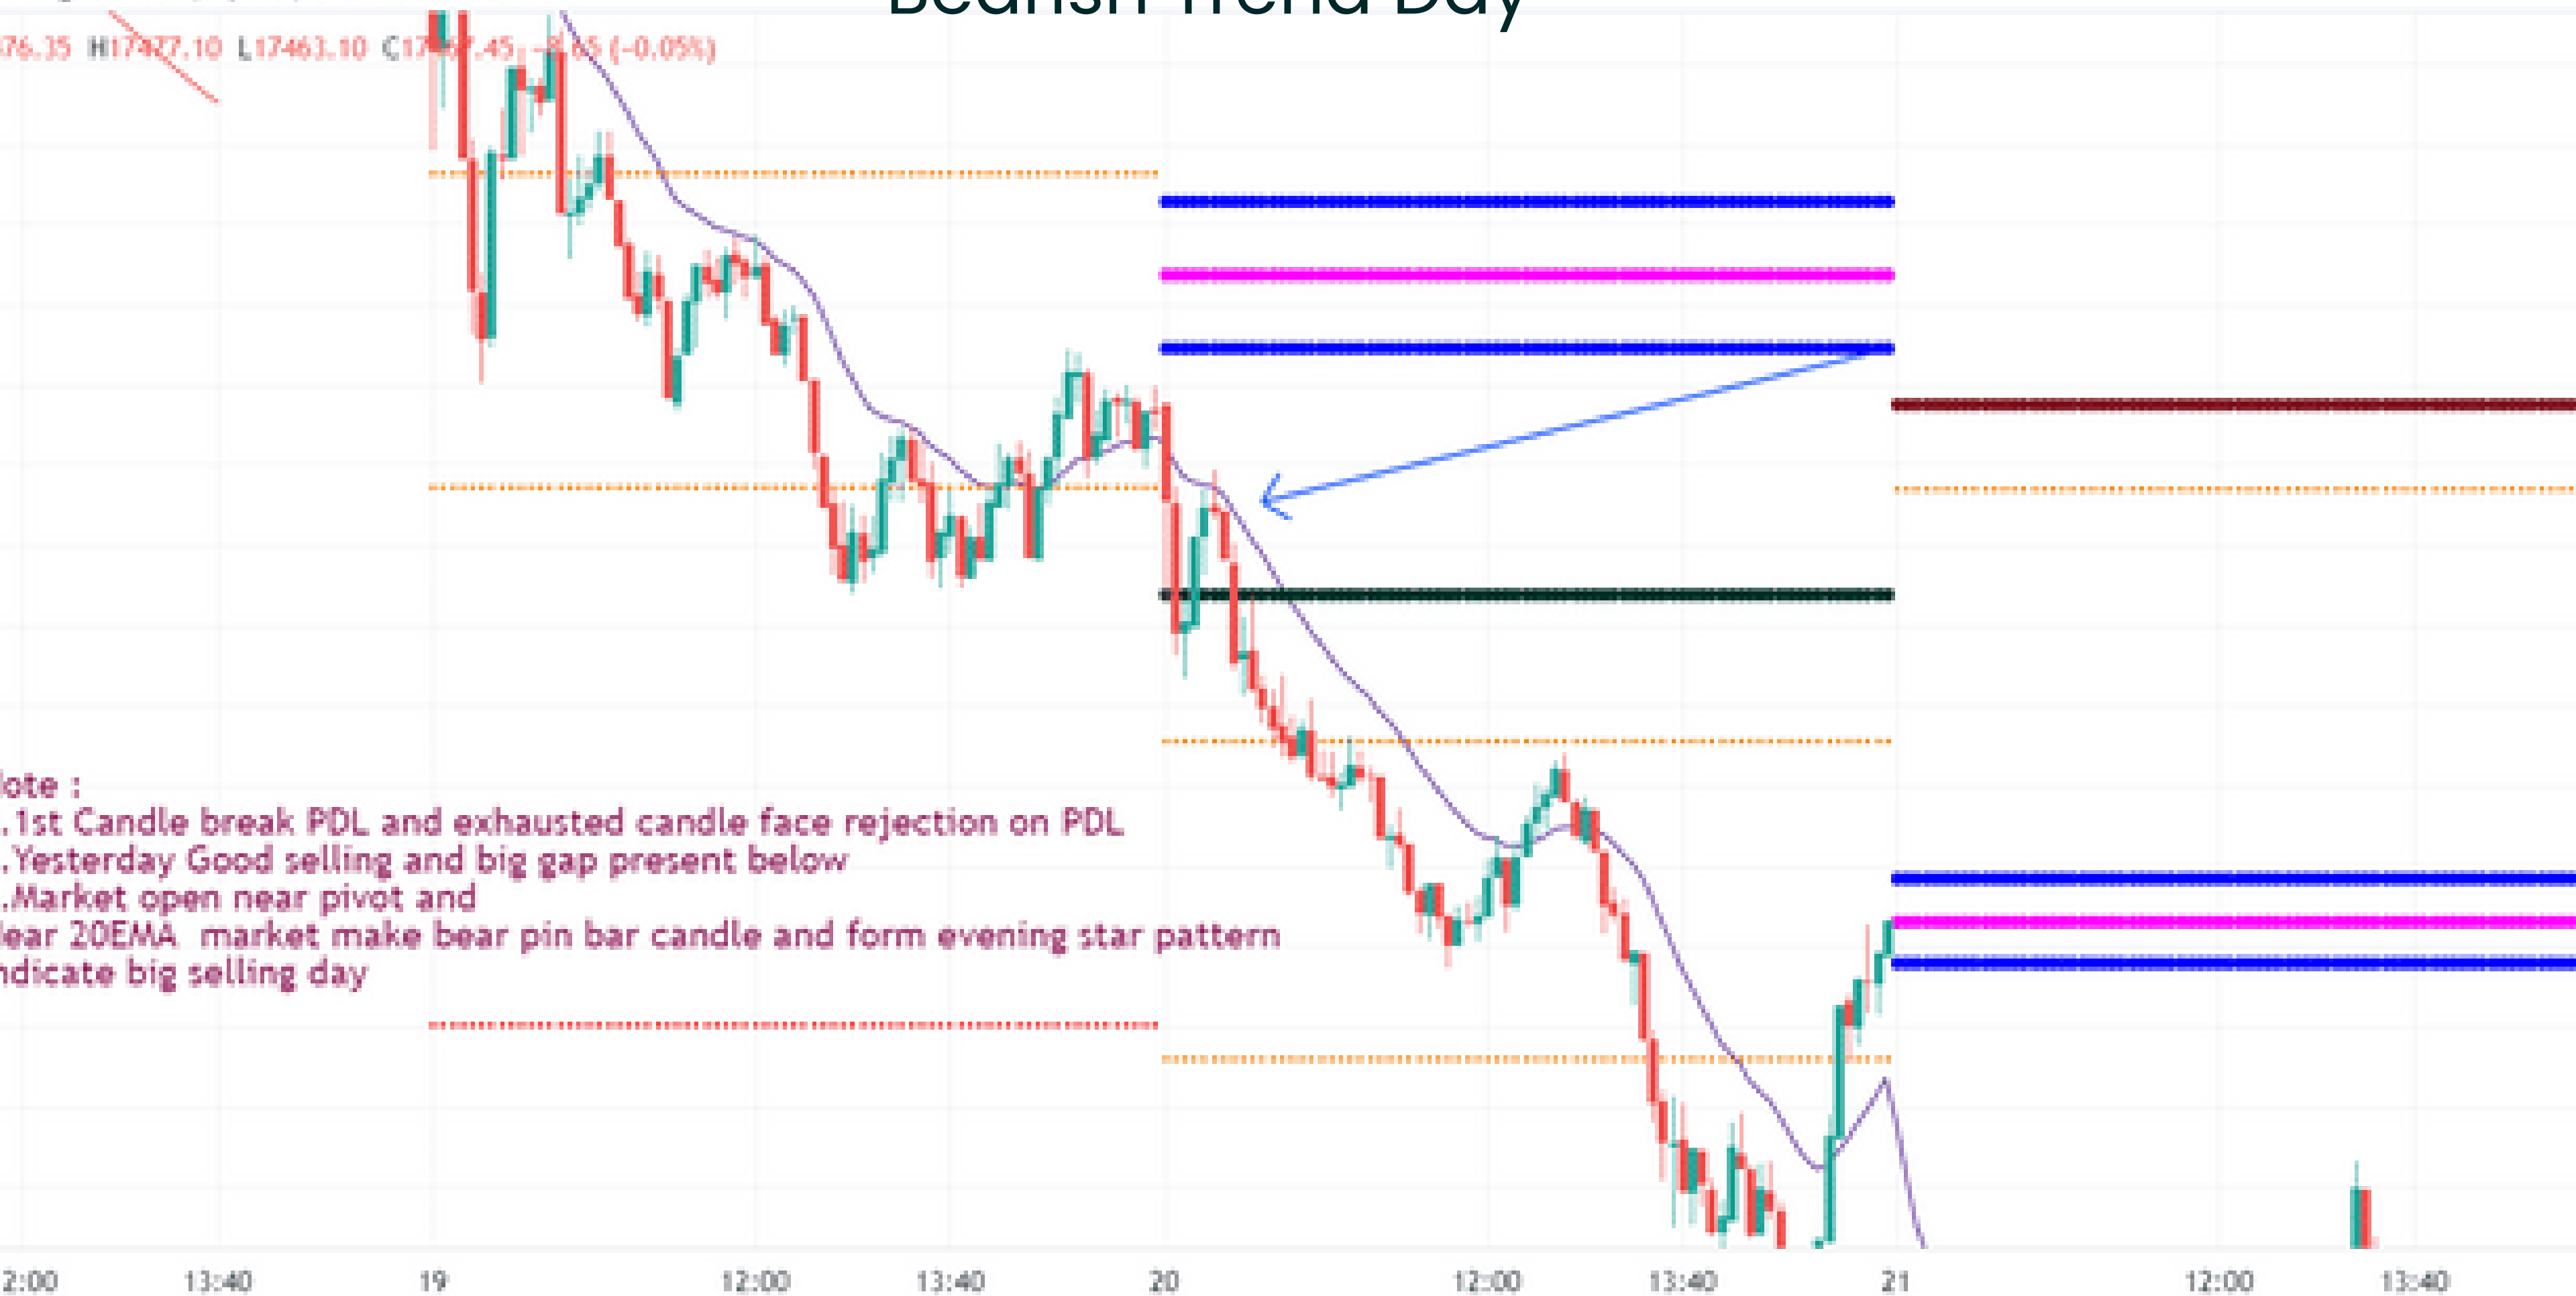 Bearish Trend Day
76.35 H17477.10 L17463.10 C17467.45 (-0.05%)
ote :
.1st Candle break PDL and exhausted candle face rejection on PDL
.Yesterday Good selling and big gap present below
.Market open near pivot and
ear 20EMA market make bear pin bar candle and form evening star pattern
ndicate big selling day
2:00 13:40 19 12:00 13:40 20 12:00 13:40 21 12:00 13:40